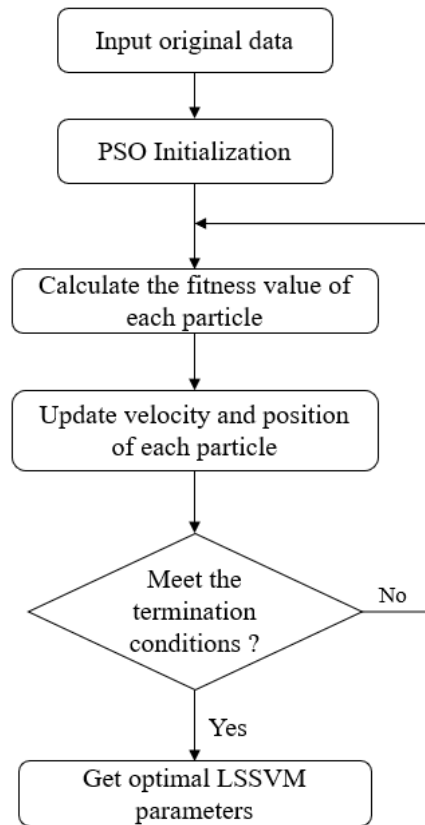 Input original data
PSO Initialization
Calculate the fitness value of
each particle
Update velocity and position
of each particle
Meet the
termination
conditions ?
No
Yes
Get optimal LSSVM
parameters